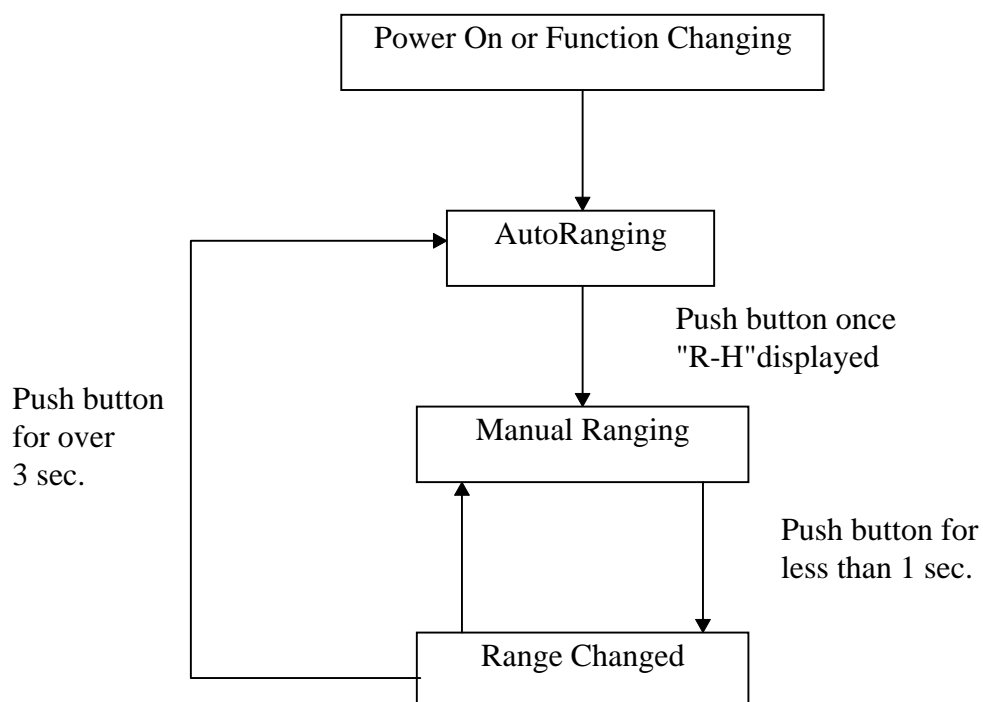 Power On or Function Changing
AutoRanging
Push button once
"R-H"displayed
Push button
for over
3 sec.
Manual Ranging
Push button for
less than 1 sec.
Range Changed